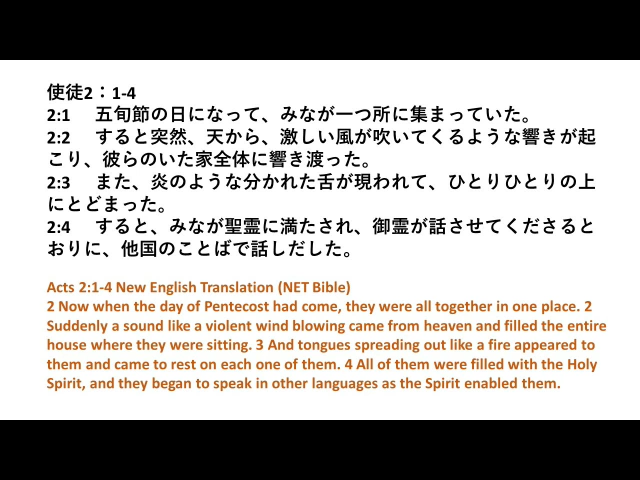 使徒2：1-4
2:1　五旬節の日になって、みなが一つ所に集まっていた。
2:2　すると突然、天から、激しい風が吹いてくるような響きが起
こり、彼らのいた家全体に響き渡った。
2:3　また、炎のような分かれた舌が現われて、ひとりひとりの上
にとどまった。
2:4　すると、みなが聖霊に満たされ、御霊が話させてくださると
おりに、他国のことばで話しだした。
Acts 2:1-4 New English Translation (NET Bible)
2 Now when the day of Pentecost had come, they were all together in one place. 2
Suddenly a sound like a violent wind blowing came from heaven and filled the entire
house where they were sitting. 3 And tongues spreading out like a fire appeared to
them and came to rest on each one of them. 4 All of them were filled with the Holy
Spirit, and they began to speak in other languages as the Spirit enabled them.